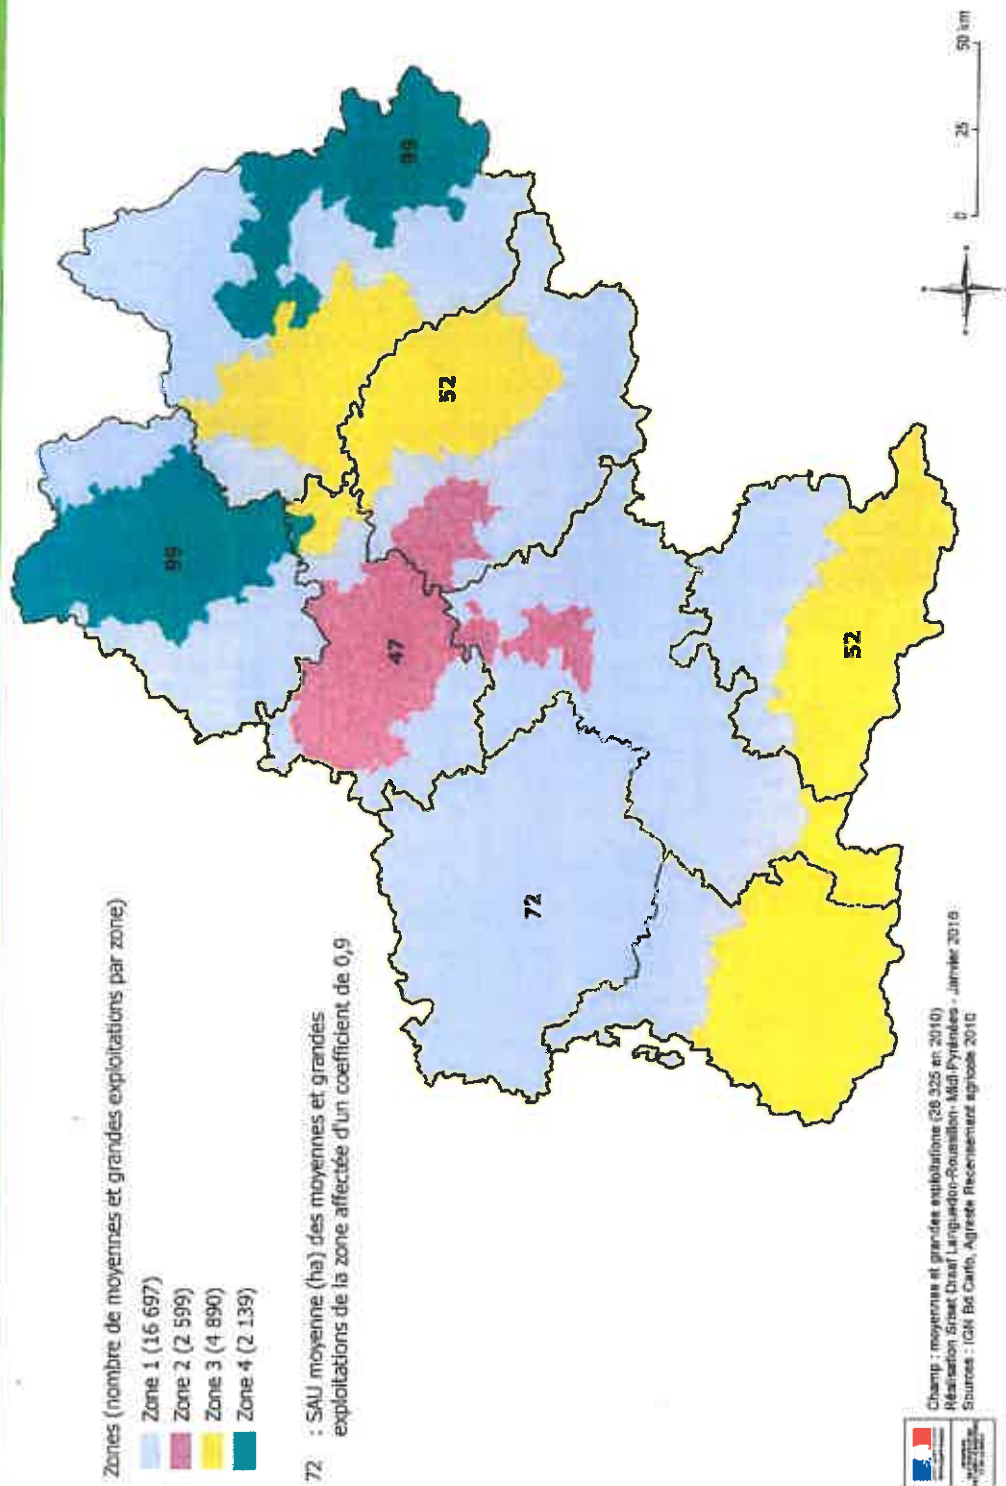 Zones (nombre de moyennes et grandes exploitations par zone)
Zone 1 (16 697)
Zone 2 (2 599)
Zone 3 (4 890)
Zone 4 (2 139)
72 : SAU moyenne (ha) des moyennes et grandes
exploitations de la zone affectée d'un coefficient de 0,9
99
99
47
52
72
52
0 25 50 km
Champ : moyennes et grandes exploitations (26 325 en 2010)
Réalisation Sriset Draaf Languedoc-Roussillon- Midi-Pyrénées - Janvier 2016
Sources : IGN Bd Carto, Agreste Recensement agricole 2010